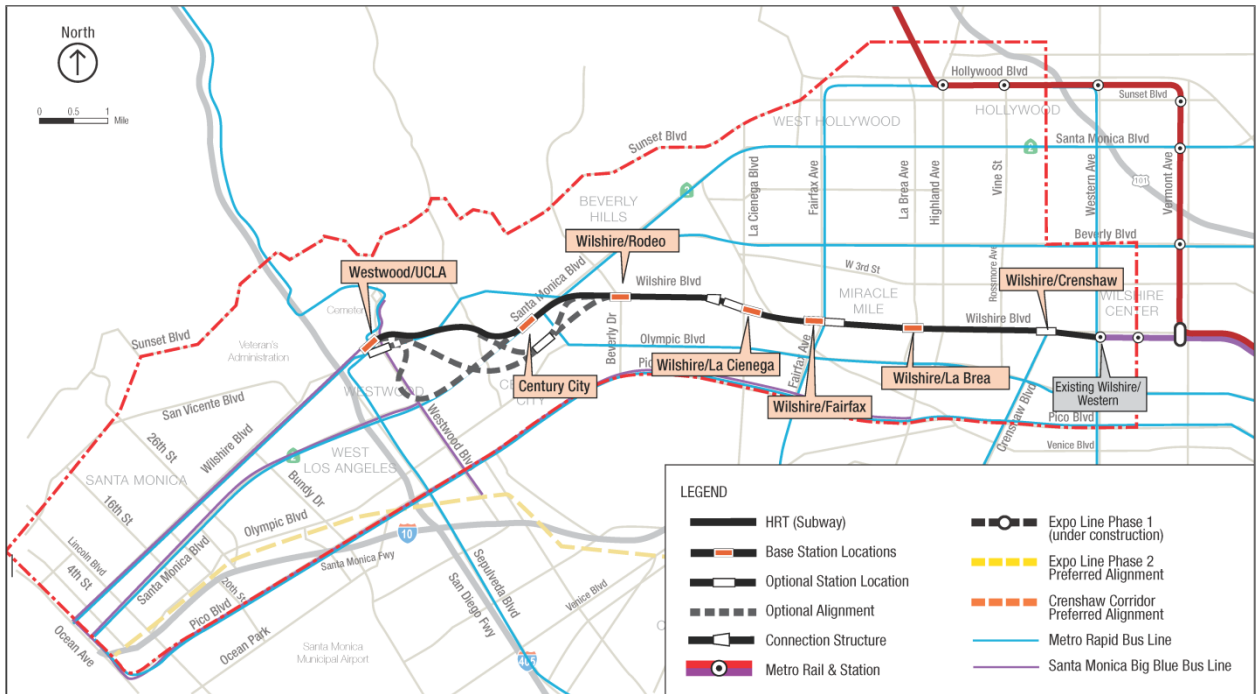 North
0 0.5 1
Mile
Hollywood Blvd
Sunset Blvd
HOLLYWOOD
WEST HOLLYWOOD
Santa Monica Blvd
2
Sunset Blvd
2
La Cienega Blvd
Fairfax Ave
La Brea Ave
Highland Ave
Vine St
Western Ave
Vermont Ave
101
BEVERLY
HILLS
Beverly Blvd
Wilshire/Rodeo
W 3rd St
Rossmore Ave
Westwood/UCLA
Santa Monica Blvd
Wilshire Blvd
Wilshire/Crenshaw
MIRACLE
MILE
WILSHIRE
CENTER
Wilshire Blvd
Sunset Blvd
Veteran's
Administration
Beverly Dr
Olympic Blvd
Wilshire/La Cienega
Fairfax Ave
Wilshire/La Brea
Existing Wilshire/
Western
Century City
WESTWOOD
CITY
Wilshire/Fairfax
Crenshaw Blvd
Pico Blvd
Venice Blvd
San Vicente Blvd
26th St
Wilshire Blvd
Westwood Blvd
WEST
LOS ANGELES
2
SANTA MONICA
16th St
Bundy Dr
Olympic Blvd
10
Santa Monica Fwy
Lincoln Blvd
4th St
Santa Monica Blvd
20th St
Pico Blvd
Ocean Park
Ocean Ave
Sepulveda Blvd
San Diego Fwy
Venice Blvd
Santa Monica
Municipal Airport
405
LEGEND
HRT (Subway)
Base Station Locations
Optional Station Location
Optional Alignment
Connection Structure
Metro Rail & Station
Expo Line Phase 1
(under construction)
Expo Line Phase 2
Preferred Alignment
Crenshaw Corridor
Preferred Alignment
Metro Rapid Bus Line
Santa Monica Big Blue Bus Line